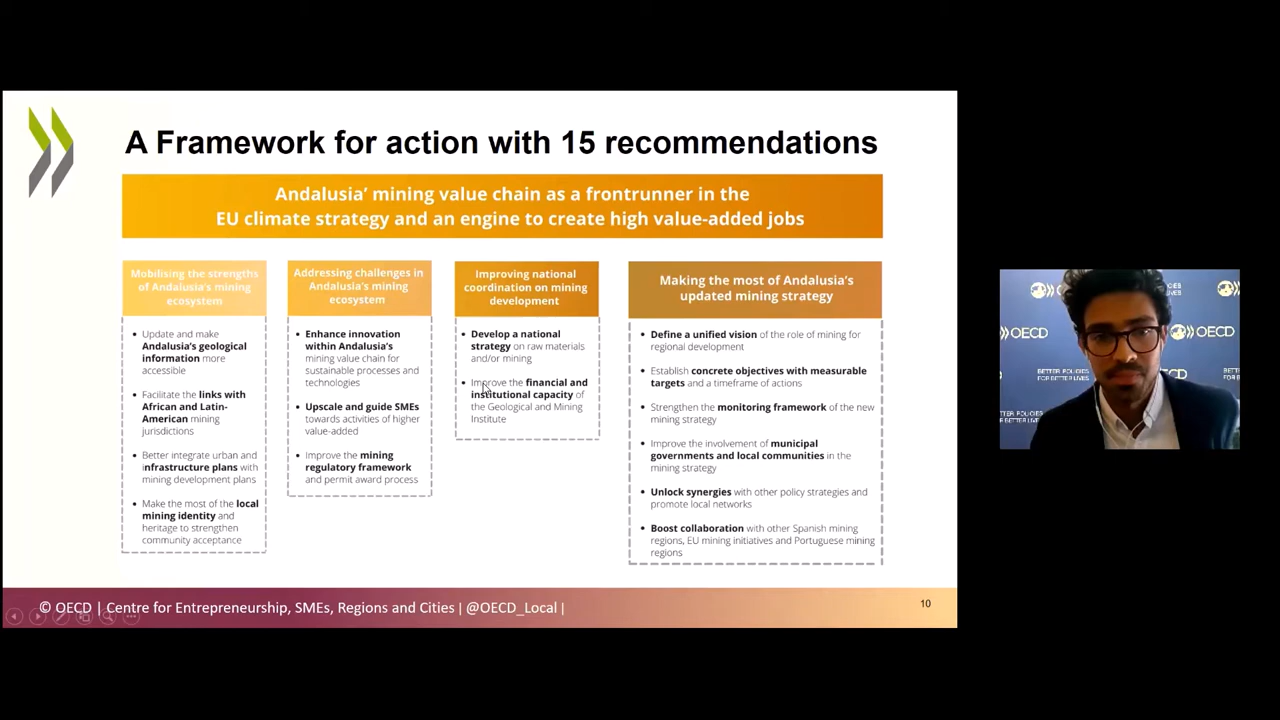 A Framework for action with 15 recommendations
Andalusia' mining value chain as a frontrunner in the
EU climate strategy and an engine to create high value-added jobs
Mobilising the strengths
of Andalusia's mining
ecosystem
• Update and make
Andalusia's geological
information more
accessible
• Facilitate the links with
African and Latin-
American mining
jurisdictions
• Better integrate urban and
infrastructure plans with
mining development plans
• Make the most of the local
mining identity and
heritage to strengthen
community acceptance
Addressing challenges in
Andalusia's mining
ecosystem
• Enhance innovation
within Andalusia's
mining value chain for
sustainable processes and
technologies
• Upscale and guide SMEs
towards activities of higher
value-added
• Improve the mining
regulatory framework
and permit award process
Improving national
coordination on mining
development
• Develop a national
strategy on raw materials
and/or mining
• Improve the financial and
institutional capacity of
the Geological and Mining
Institute
Making the most of Andalusia's
updated mining strategy
• Define a unified vision of the role of mining for
regional development
• Establish concrete objectives with measurable
targets and a timeframe of actions
• Strengthen the monitoring framework of the new
mining strategy
• Improve the involvement of municipal
governments and local communities in the
mining strategy
• Unlock synergies with other policy strategies and
promote local networks
• Boost collaboration with other Spanish mining
regions, EU mining initiatives and Portuguese mining
regions
© OECD | Centre for Entrepreneurship, SMEs, Regions and Cities | @OECD_Local |
10
OECD
OECD
BETTER POLICIES
FOR BETTER LIVES